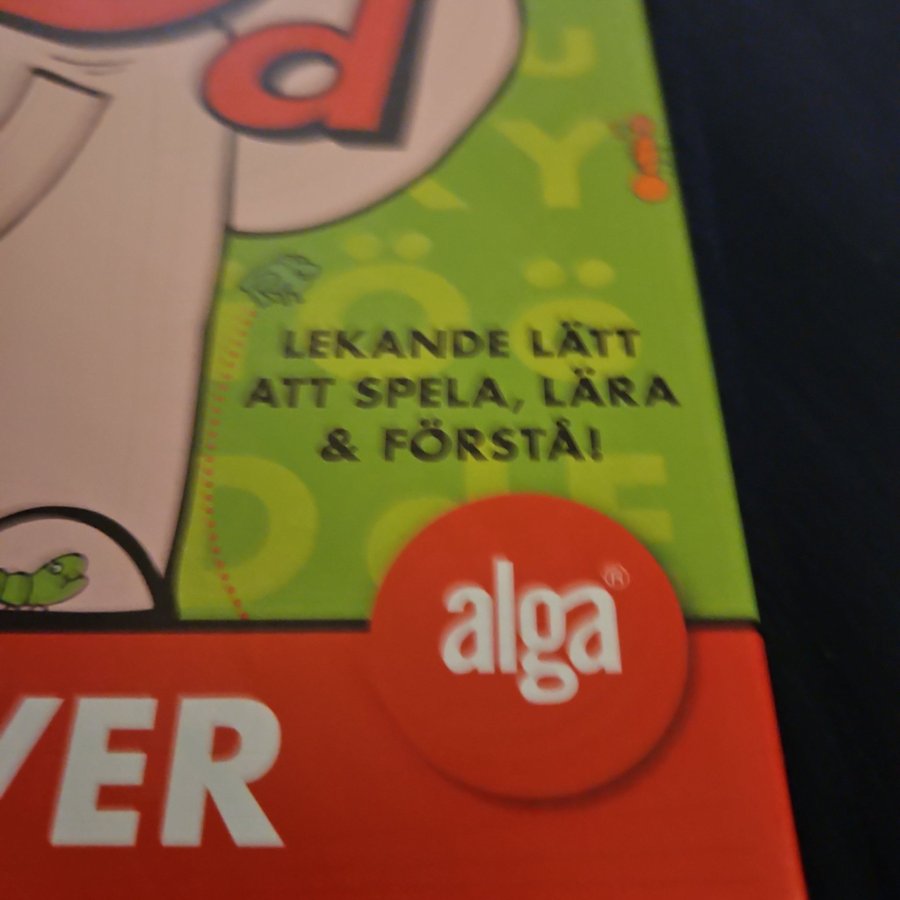 d
U
Y
Ö ö
LEKANDE LÄTT
ATT SPELA, LÄRA
& FÖRSTÅ!
D J E
alga®
VER